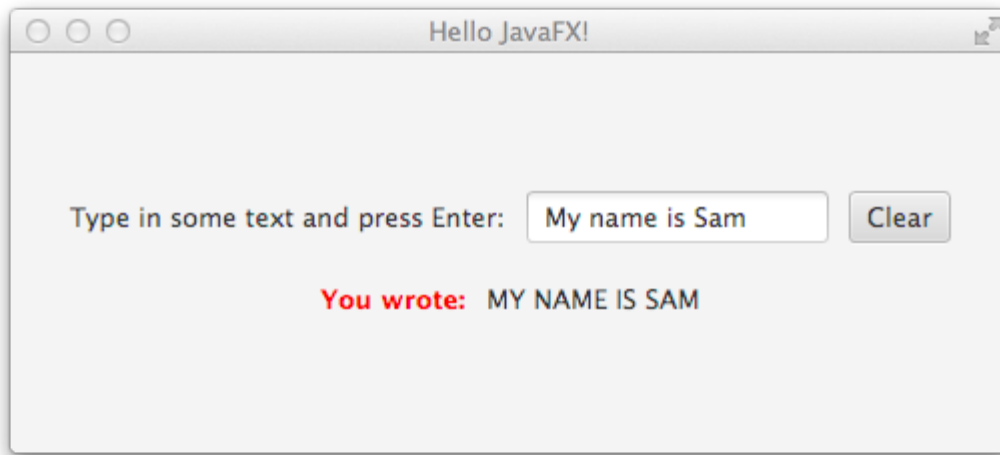 Hello JavaFX!
Type in some text and press Enter: My name is Sam Clear
You wrote: MY NAME IS SAM